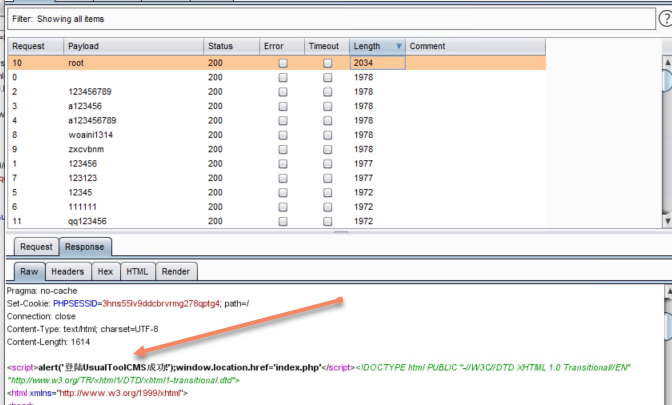 Filter: Showing all items
?
Request Payload Status Error Timeout Length Comment
10 root 200 2034
0 200 1978
2 123456789 200 1978
3 a123456 200 1978
4 a123456789 200 1978
8 woaini1314 200 1978
9 zxcvbnm 200 1978
1 123456 200 1977
7 123123 200 1977
5 12345 200 1972
6 111111 200 1972
11 qq123456 200 1972
Request Response
Raw Headers Hex HTML Render
Pragma: no-cache
Set-Cookie: PHPSESSID=3hns55lv9ddcbrvrmg278qptg4; path=/
Connection: close
Content-Type: text/html; charset=UTF-8
Content-Length: 1614
<script>alert('登陆UsualToolCMS成功!');window.location.href='index.php'</script><!DOCTYPE html PUBLIC "-//W3C//DTD XHTML 1.0 Transitional//EN"
"http://www.w3.org/TR/xhtml1/DTD/xhtml1-transitional.dtd">
<html xmlns="http://www.w3.org/1999/xhtml">